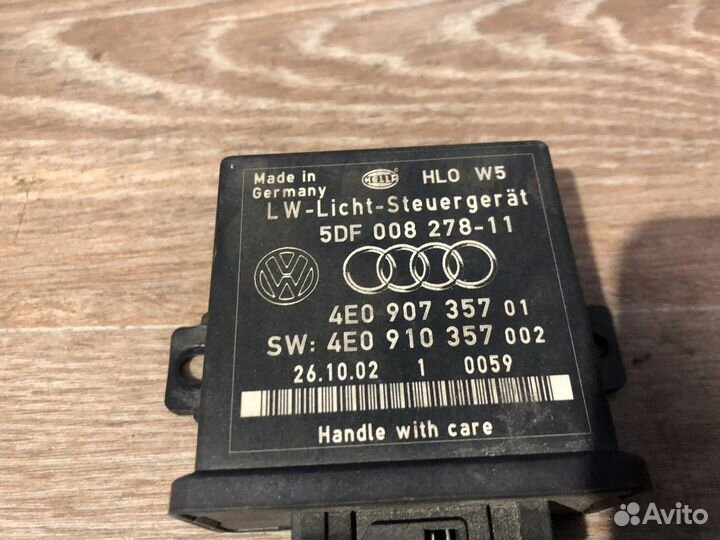 Made in
Germany
HELLA HLO W5
LW-Licht-Steuergerät
5DF 008 278-11
4E0 907 357 01
SW: 4E0 910 357 002
26.10.02 1 0059
Handle with care
Avito